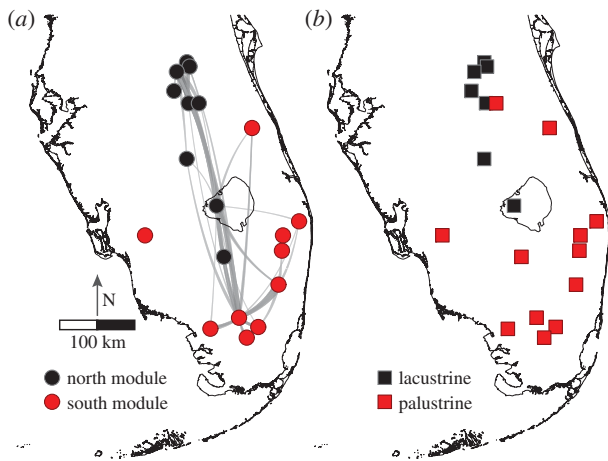 (a)
N
100 km
north module
south module
(b)
lacustrine
palustrine